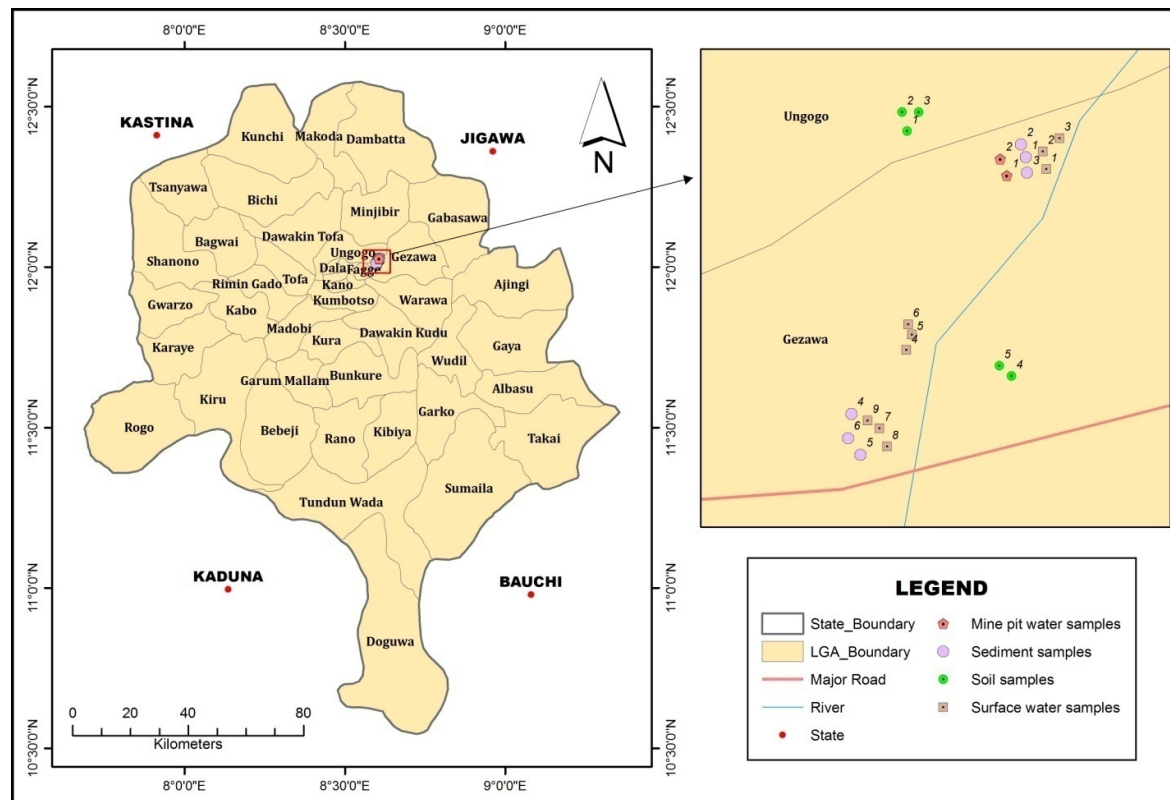 8°0'0"E
8°30'0"E
9°0'0"E
12°30'0"N
12°0'0"N
11°30'0"N
11°0'0"N
10°30'0"N
12°30'0"N
12°0'0"N
11°30'0"N
11°0'0"N
10°30'0"N
8°0'0"E
8°30'0"E
9°0'0"E
KASTINA
JIGAWA
KADUNA
BAUCHI
N
Kunchi
Makoda
Dambatta
Tsanyawa
Bichi
Minjibir
Gabasawa
Bagwai
Dawakin Tofa
Ungogo
Gezawa
Shanono
Dala
Fagge
Rimin Gado
Tofa
Kano
Ajingi
Gwarzo
Kabo
Kumbotso
Warawa
Madobi
Kura
Dawakin Kudu
Karaye
Gaya
Wudil
Garum Mallam
Bunkure
Albasu
Kiru
Garko
Rogo
Bebeji
Rano
Kibiya
Takai
Sumaila
Tundun Wada
Doguwa
0 20 40 60 80
Kilometers
Ungogo
2 3
1
3
2
1 2
2
1 3 1
6
5
Gezawa
4
5
4
4
9 7
6
5 8
LEGEND
State_Boundary
LGA_Boundary
Major Road
River
State
Mine pit water samples
Sediment samples
Soil samples
Surface water samples